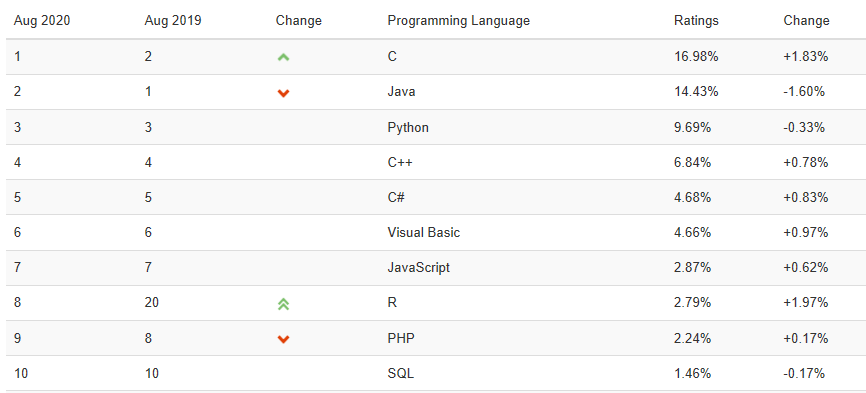 Aug 2020 Aug 2019 Change Programming Language Ratings Change
1 2 C 16.98% +1.83%
2 1 Java 14.43% -1.60%
3 3 Python 9.69% -0.33%
4 4 C++ 6.84% +0.78%
5 5 C# 4.68% +0.83%
6 6 Visual Basic 4.66% +0.97%
7 7 JavaScript 2.87% +0.62%
8 20 R 2.79% +1.97%
9 8 PHP 2.24% +0.17%
10 10 SQL 1.46% -0.17%